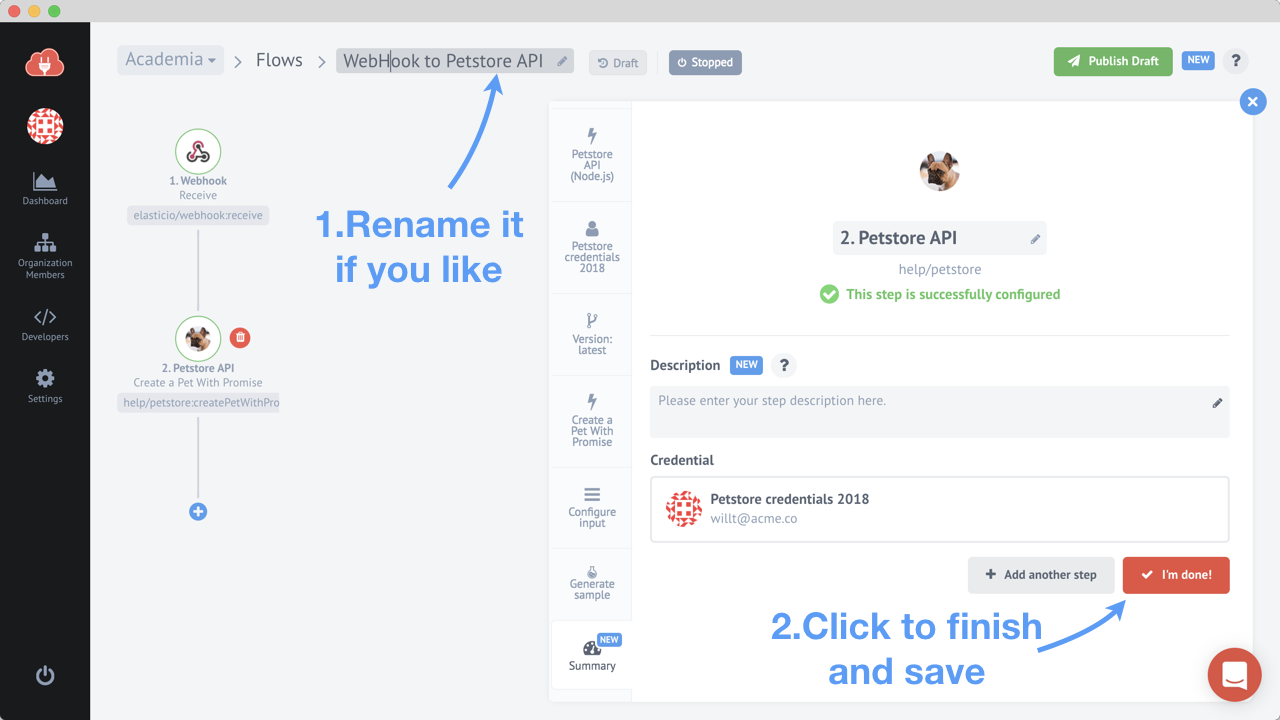 Academia
Flows
WebHook to Petstore API
Draft
Stopped
Publish Draft
NEW
?
Dashboard
Organization
Members
Developers
Settings
1. Webhook
Receive
elasticio/webhook:receive
2. Petstore API
Create a Pet With Promise
help/petstore:createPetWithPro
1.Rename it
if you like
Petstore
API
(Node.js)
Petstore
credentials
2018
Version:
latest
Create a
Pet With
Promise
Configure
input
Generate
sample
NEW
Summary
2. Petstore API
help/petstore
This step is successfully configured
Description
NEW
?
Please enter your step description here.
Credential
Petstore credentials 2018
willt@acme.co
Add another step
I'm done!
2.Click to finish
and save